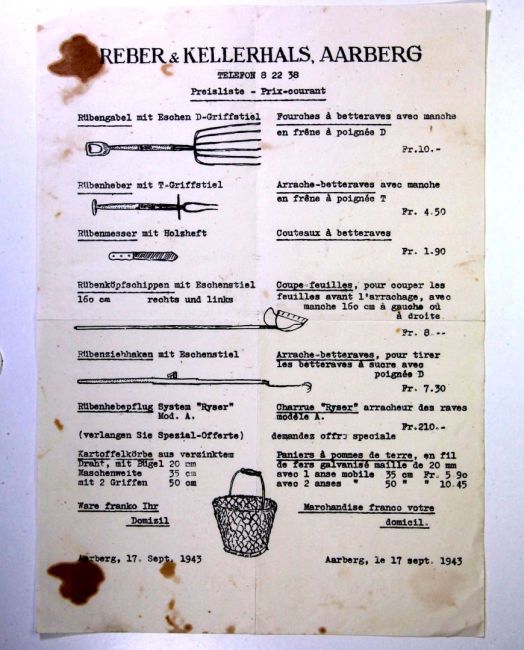 REBER & KELLERHALS, AARBERG
TELEFON 8 22 38
Preisliste - Prix-courant
Rübengabel mit Eschen D-Griffstiel
Fourches à betteraves avec manche
en frêne à poignée D
Fr.10.-
Rübenheber mit T-Griffstiel
Arrache-betteraves avec manche
en frêne à poignée T
Fr. 4.50
Rübenmesser mit Holzheft
Couteaux à betteraves
Fr. 1.90
Rübenköpfschippen mit Eschenstiel
160 cm rechts und links
Coupe feuilles, pour couper les
feuilles avant l'arrachage, avec
manche 160 cm à gauche où
à droite
Fr. 8.--
Rübenziehhaken mit Eschenstiel
Arrache-betteraves, pour tirer
les betteraves à sucre avec
poignée D
Fr. 7.30
Rübenhebepflug System "Ryser"
Mod. A.
(verlangen Sie Spezial-Offerte)
Charrue "Ryser" arracheur des raves
modèle A.
Fr.210.-
demandez offre speciale
Kartoffelkörbe aus verzinktem
Draht, mit Bügel 20 mm
Maschenweite 35 cm
mit 2 Griffen 50 cm
Paniers à pommes de terre, en fil
de fers galvanisé maille de 20 mm
avec 1 anse mobile 35 cm Fr. 5 90
avec 2 anses " 50 " " 10.45
Ware franko Ihr
Domizil
Marchandise franco votre
domicil.
Aarberg, 17. Sept. 1943
Aarberg, le 17 sept. 1943